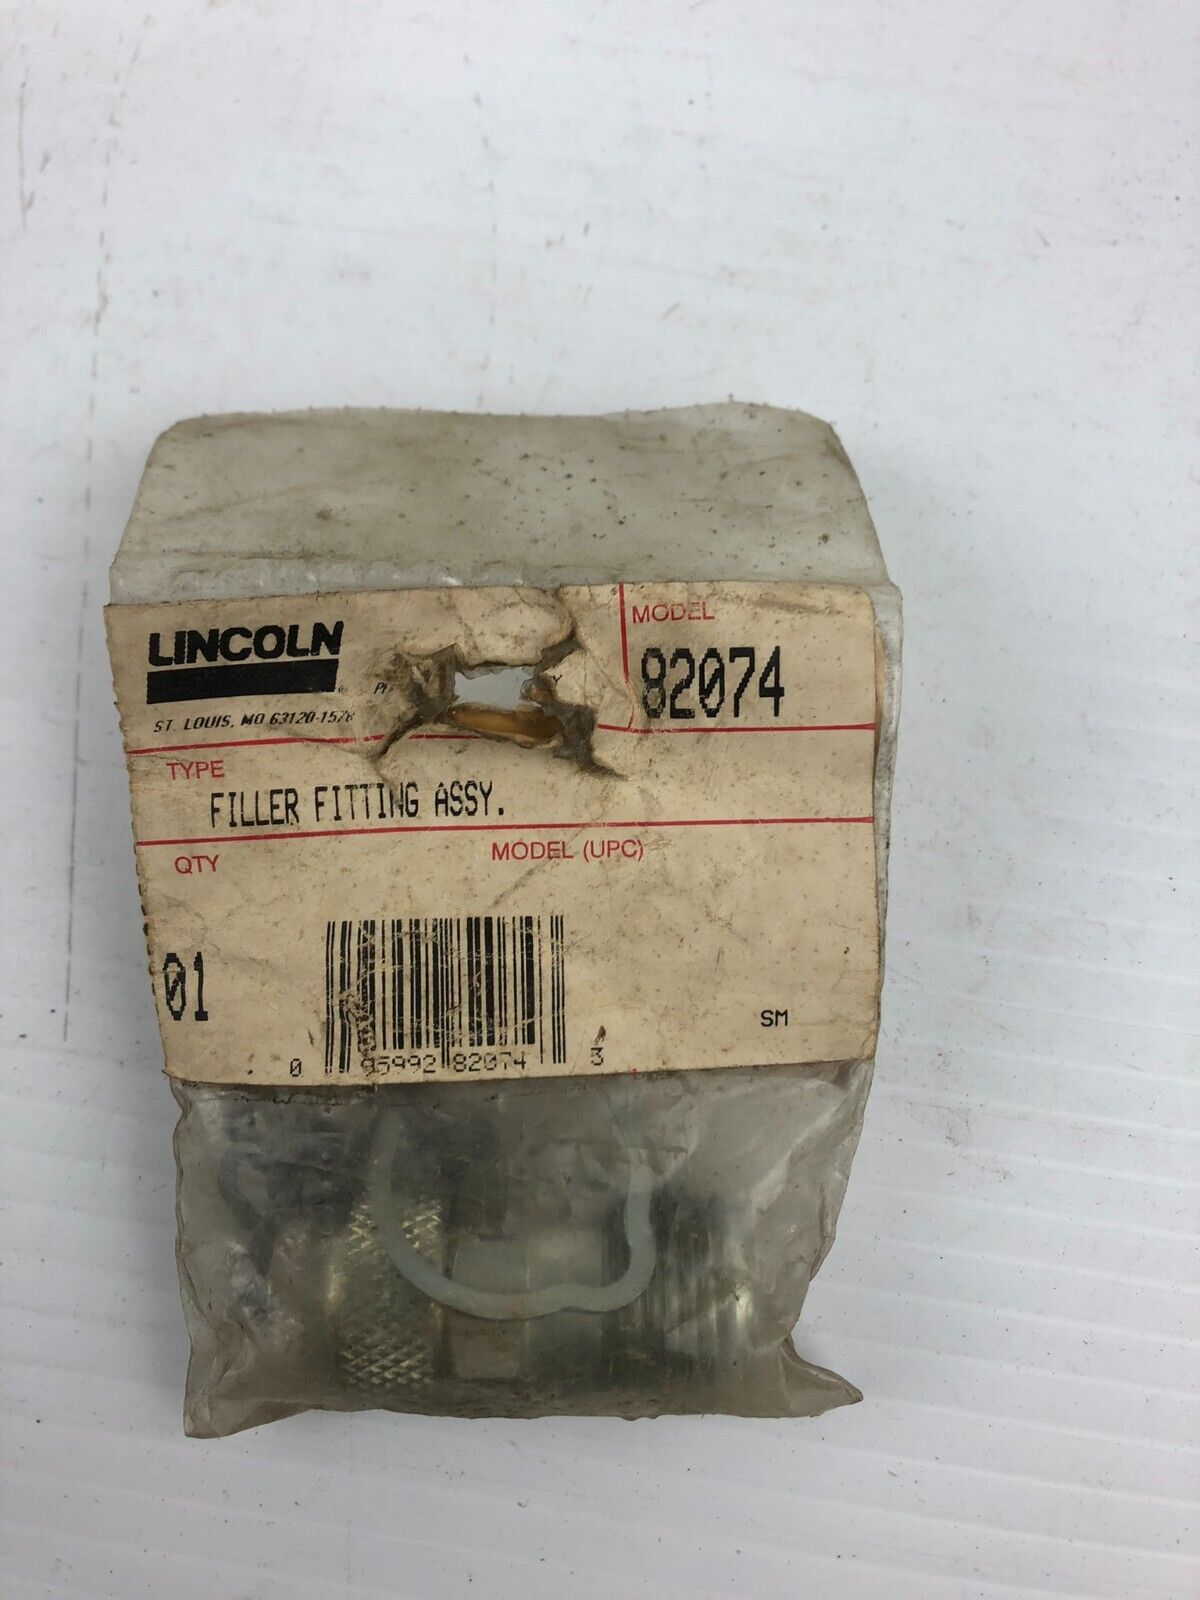 LINCOLN
®
ST. LOUIS, MO 63120-1578
MODEL
82074
TYPE
FILLER FITTING ASSY.
QTY
MODEL (UPC)
01
SM
0 95992 82074 3